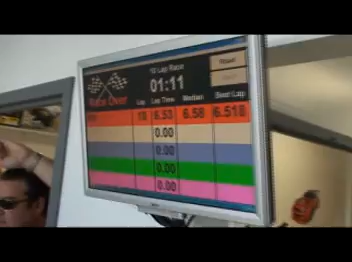 10 Lap Race
Reset
01:11
Race Over
Lap Lap Time Median Best Lap
10 6.53 6.58 6.518
0.00
0.00
0.00
0.00